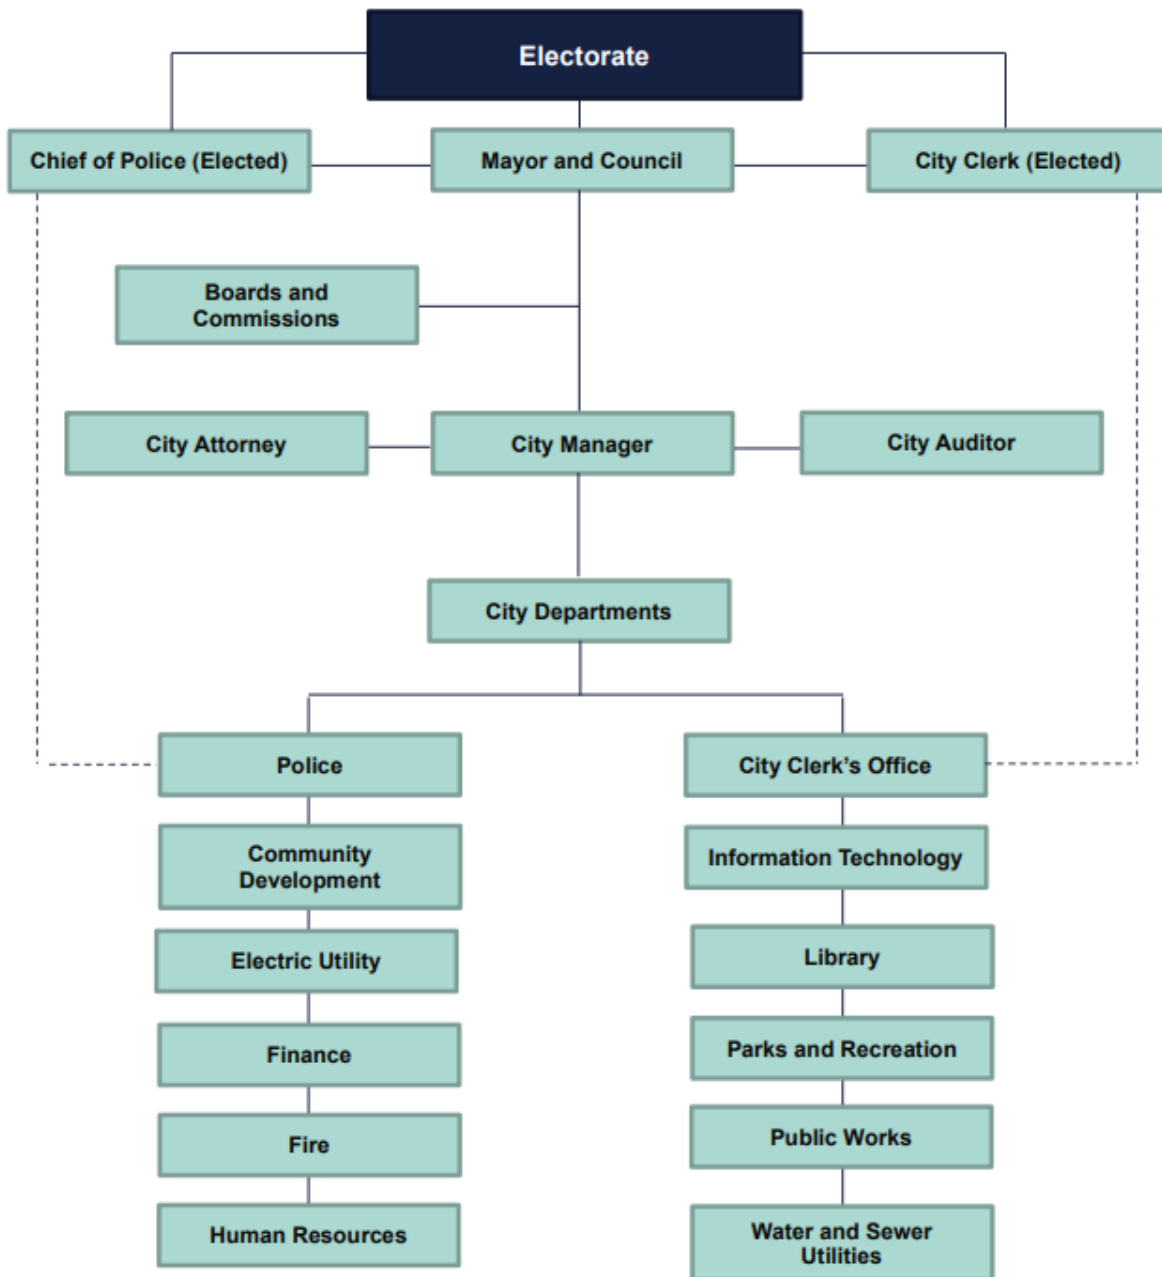 Electorate
Chief of Police (Elected)
Mayor and Council
City Clerk (Elected)
Boards and
Commissions
City Attorney
City Manager
City Auditor
City Departments
Police
City Clerk’s Office
Community
Development
Information Technology
Electric Utility
Library
Finance
Parks and Recreation
Fire
Public Works
Human Resources
Water and Sewer
Utilities